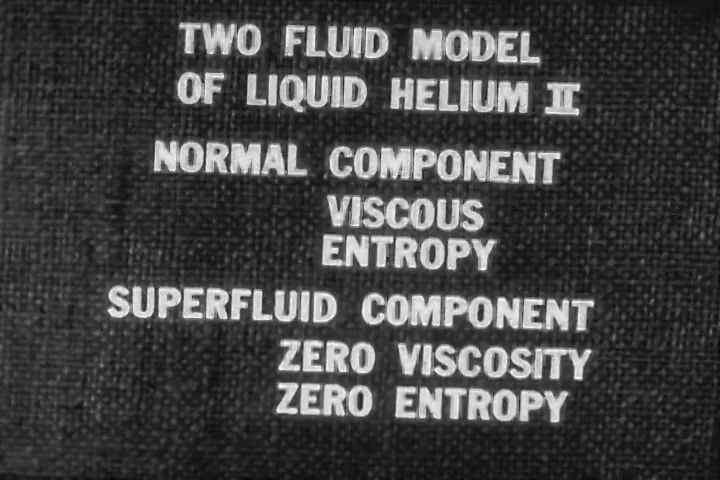 TWO FLUID MODEL
OF LIQUID HELIUM II
NORMAL COMPONENT
VISCOUS
ENTROPY
SUPERFLUID COMPONENT
ZERO VISCOSITY
ZERO ENTROPY